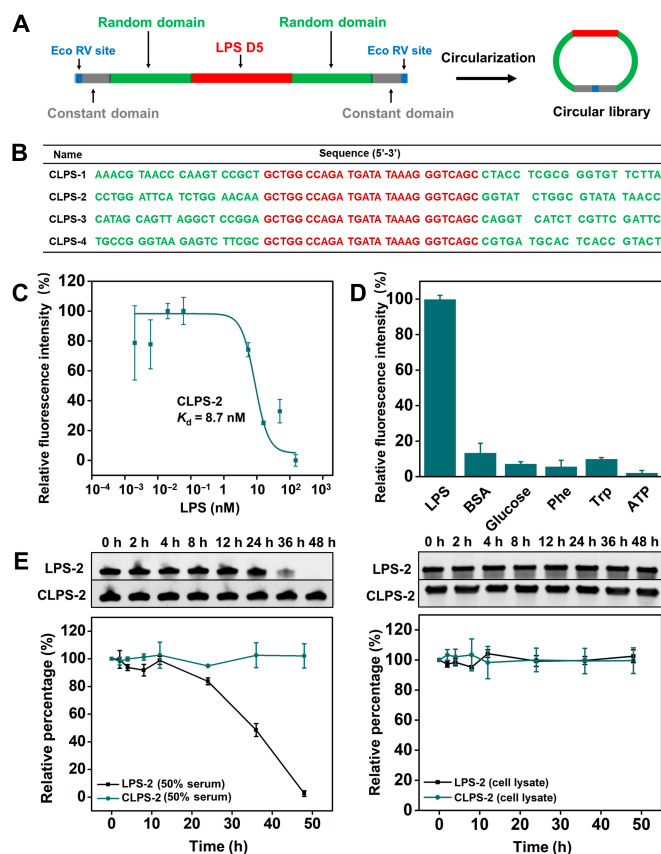 A
Random domain LPS D5 Random domain
Eco RV site Eco RV site
Circularization
Constant domain Constant domain
Circular library
B
Name Sequence (5'-3')
CLPS-1 AAACG TAACC CAAGT CCGCT GCTGG CCAGA TGATA TAAAG GGTCAGC CTACC TCGCG GGTGT TCTTA
CLPS-2 CCTGG ATTCA TCTGG AACAA GCTGG CCAGA TGATA TAAAG GGTCAGC GGTAT CTGGC GTATA TAACC
CLPS-3 CATAG CAGTT AGGCT CCGGA GCTGG CCAGA TGATA TAAAG GGTCAGC CAGGT CATCT CGTTC GATTC
CLPS-4 TGCCG GGTAA GAGTC TTCGC GCTGG CCAGA TGATA TAAAG GGTCAGC CGTGA TGCAC TCACC GTACT
C
Relative fluorescence intensity (%)
120
100
80
60
40
20
0
CLPS-2
Kd = 8.7 nM
10−4 10−3 10−2 10−1 1 10 102 103
LPS (nM)
D
Relative fluorescence intensity (%)
100
80
60
40
20
0
LPS BSA Glucose Phe Trp ATP
E
0 h 2 h 4 h 8 h 12 h 24 h 36 h 48 h
LPS-2
CLPS-2
Relative percentage (%)
120
100
80
60
40
20
0
LPS-2 (50% serum)
CLPS-2 (50% serum)
0 10 20 30 40 50
Time (h)
0 h 2 h 4 h 8 h 12 h 24 h 36 h 48 h
LPS-2
CLPS-2
Relative percentage (%)
120
100
80
60
40
20
0
LPS-2 (cell lysate)
CLPS-2 (cell lysate)
0 10 20 30 40 50
Time (h)